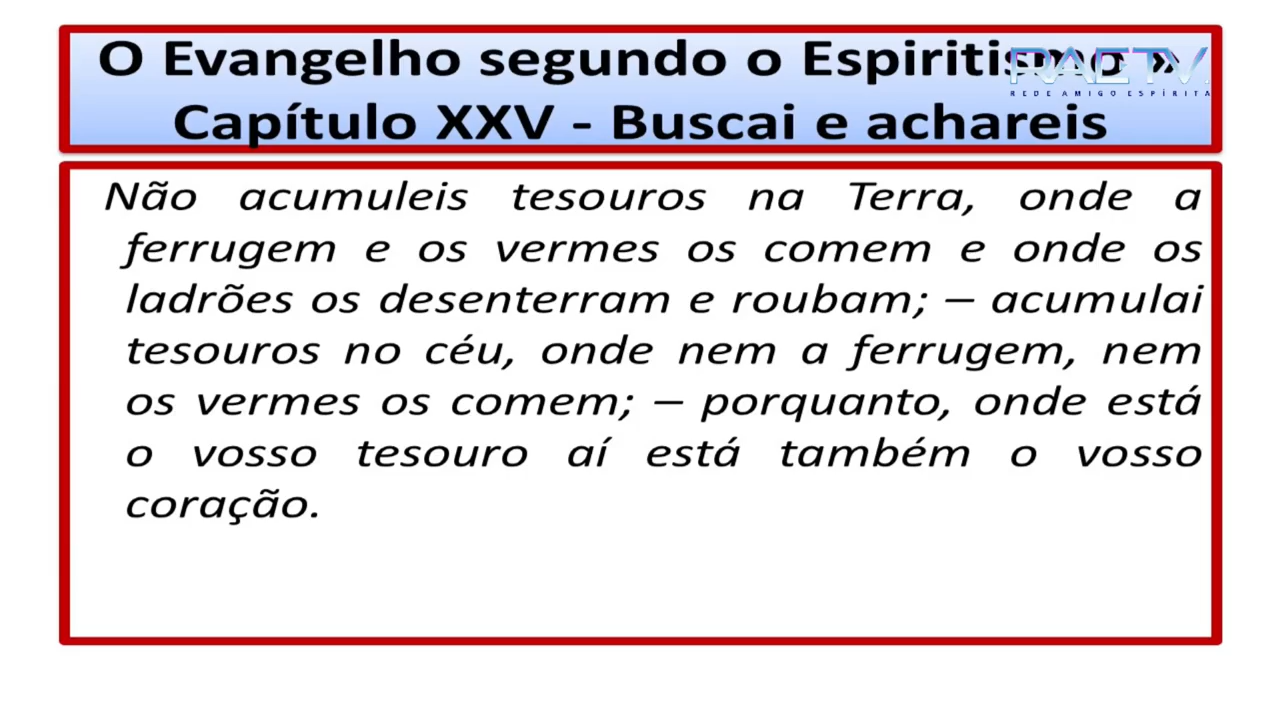 O Evangelho segundo o Espiritismo »
RAETV.
REDE AMIGO ESPÍRITA
Capítulo XXV - Buscai e achareis
Não acumuleis tesouros na Terra, onde a
ferrugem e os vermes os comem e onde os
ladrões os desenterram e roubam; – acumulai
tesouros no céu, onde nem a ferrugem, nem
os vermes os comem; – porquanto, onde está
o vosso tesouro aí está também o vosso
coração.